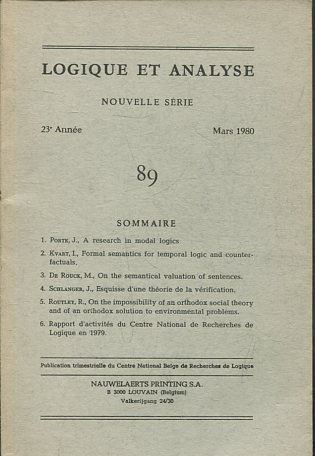 LOGIQUE ET ANALYSE
NOUVELLE SÉRIE
23e Année Mars 1980
89
SOMMAIRE
1. Porte, J., A research in modal logics
2. Kvart, I., Formal semantics for temporal logic and counter-
factuals.
3. De Rouck, M., On the semantical valuation of sentences.
4. Schlanger, J., Esquisse d'une théorie de la vérification.
5. Routley, R., On the impossibility of an orthodox social theory
and of an orthodox solution to environmental problems.
6. Rapport d'activités du Centre National de Recherches de
Logique en 1979.
Publication trimestrielle du Centre National Belge de Recherches de Logique
NAUWELAERTS PRINTING S.A.
B 3000 LOUVAIN (Belgium)
Valkerijgang 24/30